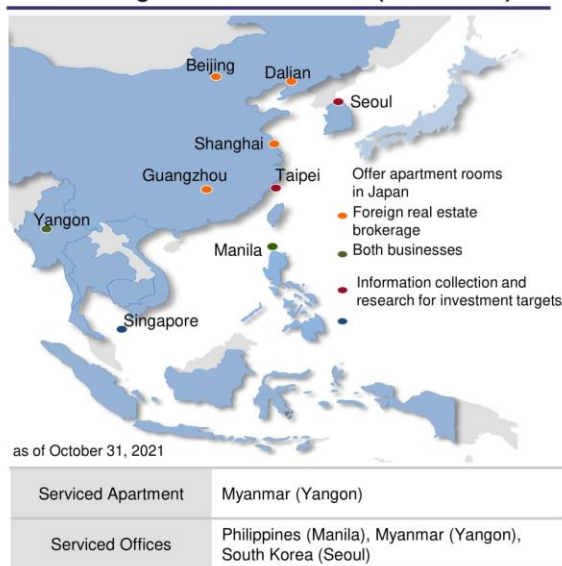 Beijing
Dalian
Seoul
Shanghai
Guangzhou
Taipei
Yangon
Manila
Singapore
Offer apartment rooms
in Japan
Foreign real estate
brokerage
Both businesses
Information collection and
research for investment targets
as of October 31, 2021
Serviced Apartment
Myanmar (Yangon)
Serviced Offices
Philippines (Manila), Myanmar (Yangon),
South Korea (Seoul)